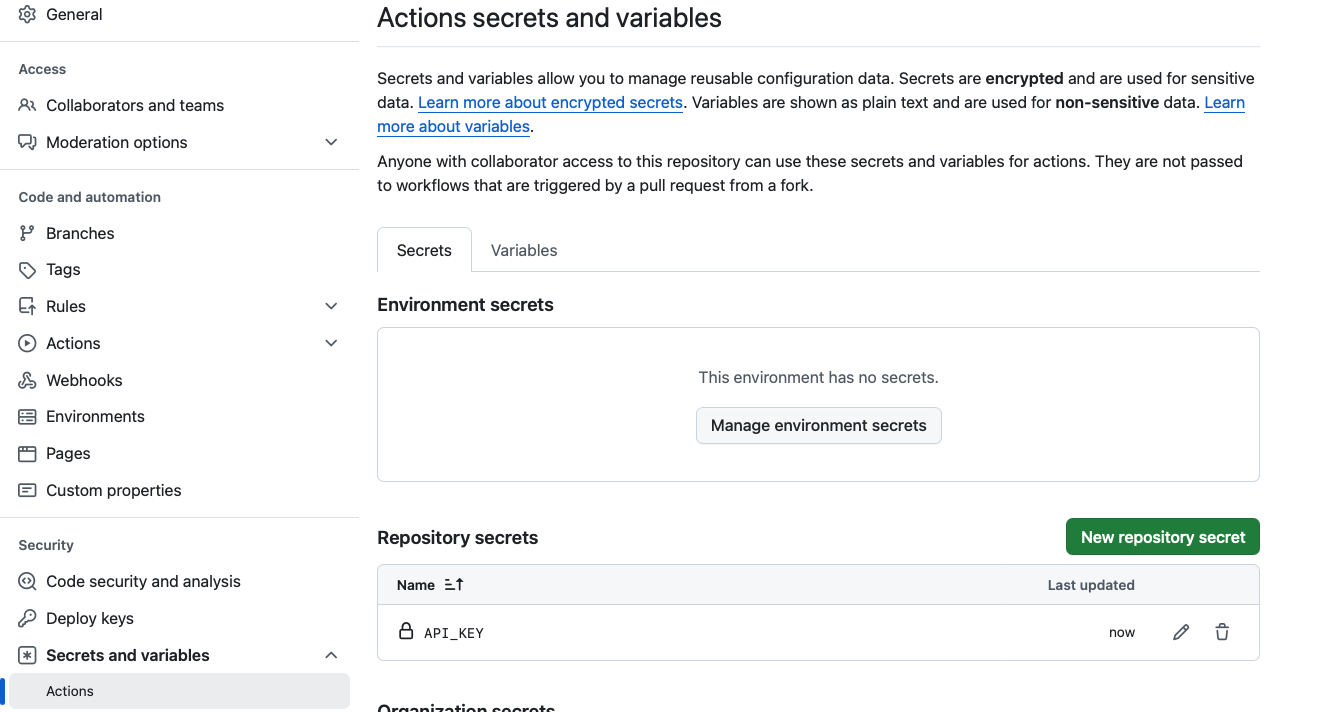 General
Access
Collaborators and teams
Moderation options
Code and automation
Branches
Tags
Rules
Actions
Webhooks
Environments
Pages
Custom properties
Security
Code security and analysis
Deploy keys
Secrets and variables
Actions
Actions secrets and variables
Secrets and variables allow you to manage reusable configuration data. Secrets are encrypted and are used for sensitive
data. Learn more about encrypted secrets. Variables are shown as plain text and are used for non-sensitive data. Learn
more about variables.
Anyone with collaborator access to this repository can use these secrets and variables for actions. They are not passed
to workflows that are triggered by a pull request from a fork.
Secrets Variables
Environment secrets
This environment has no secrets.
Manage environment secrets
Repository secrets New repository secret
Name Last updated
API_KEY now
Organization secrets